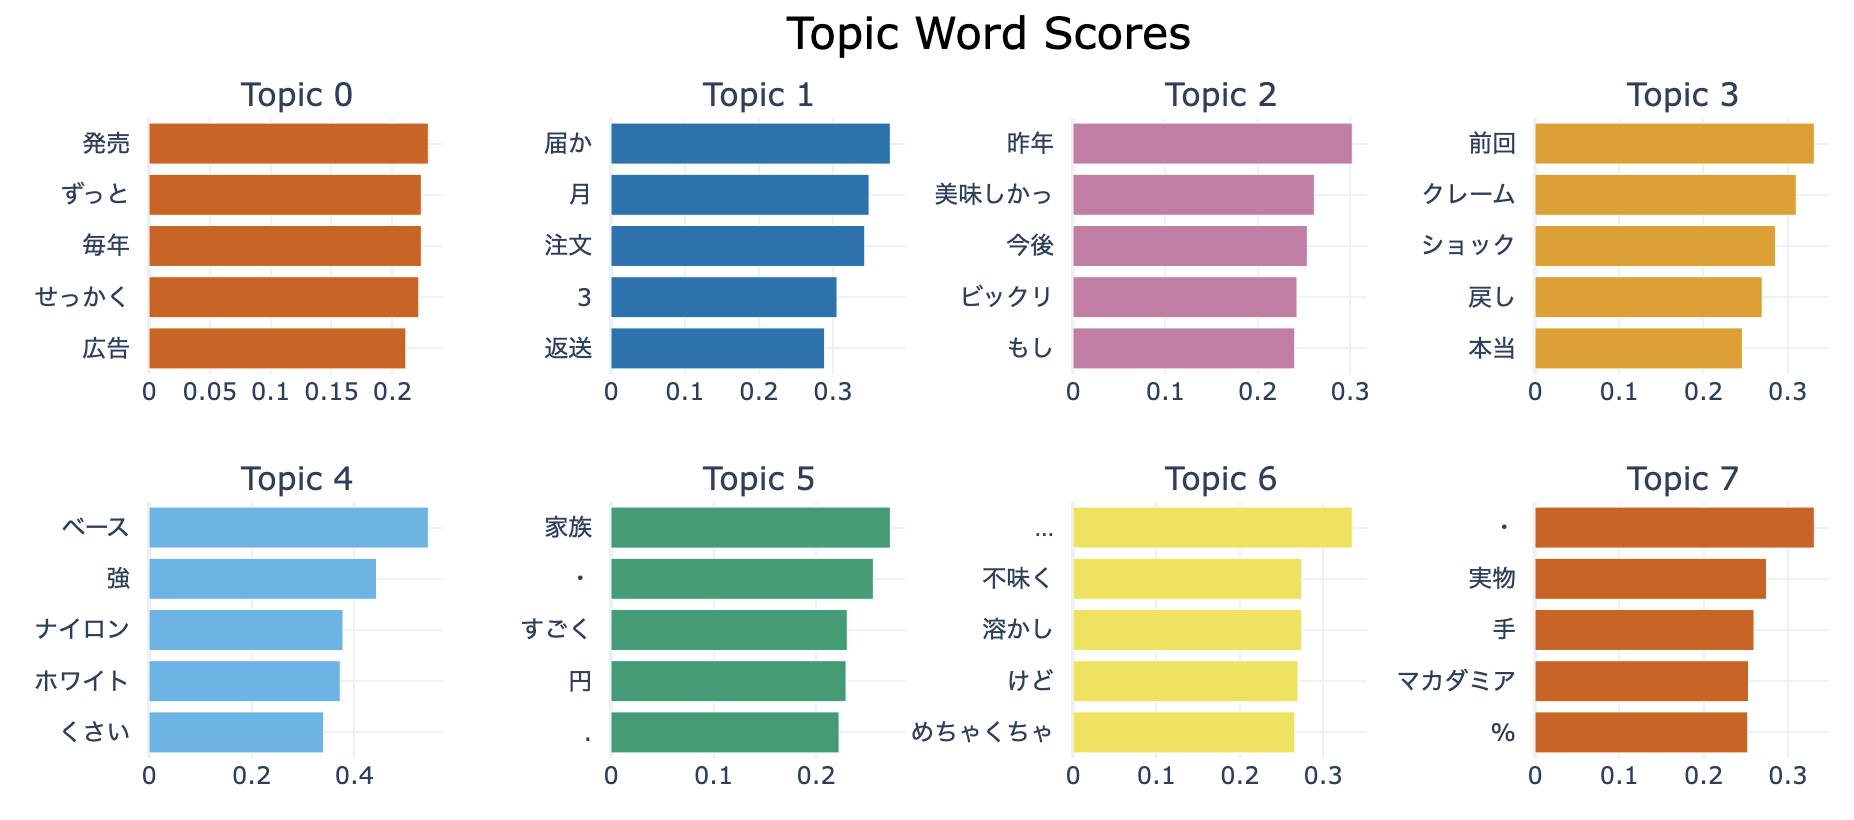 Topic Word Scores
Topic 0
発売
ずっと
毎年
せっかく
広告
0 0.05 0.1 0.15 0.2
Topic 1
届か
月
注文
3
返送
0 0.1 0.2 0.3
Topic 2
昨年
美味しかっ
今後
ビックリ
もし
0 0.1 0.2 0.3
Topic 3
前回
クレーム
ショック
戻し
本当
0 0.1 0.2 0.3
Topic 4
ベース
強
ナイロン
ホワイト
くさい
0 0.2 0.4
Topic 5
家族
・
すごく
円
.
0 0.1 0.2
Topic 6
...
不味く
溶かし
けど
めちゃくちゃ
0 0.1 0.2 0.3
Topic 7
・
実物
手
マカダミア
%
0 0.1 0.2 0.3